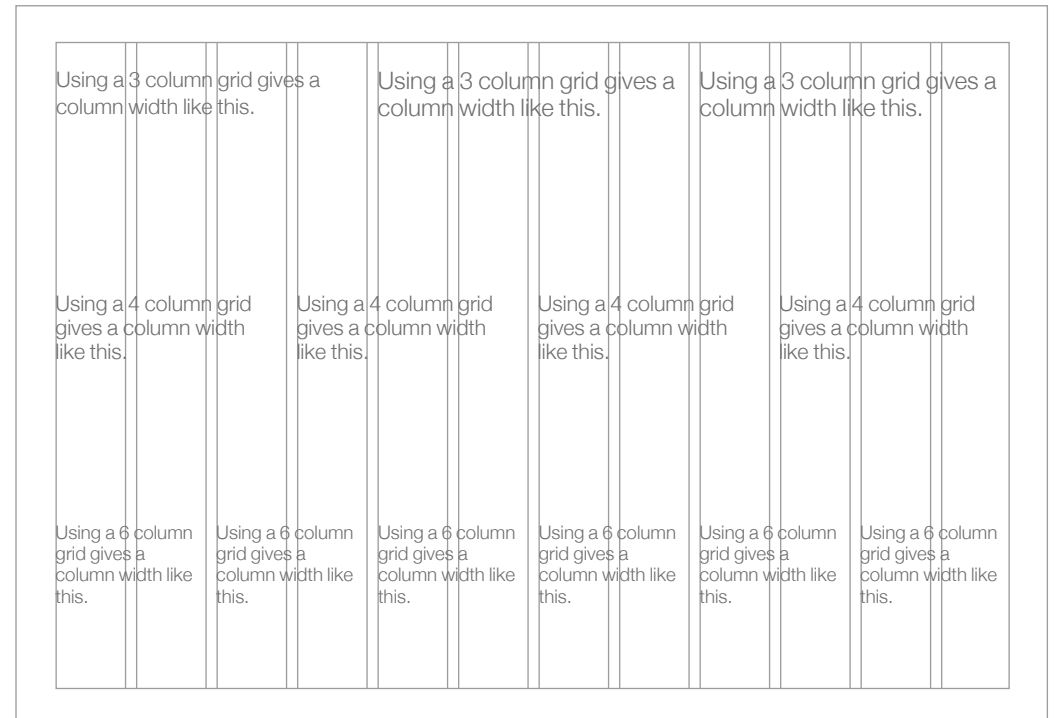 Using a 3 column grid gives a
column width like this.
Using a 3 column grid gives a
column width like this.
Using a 3 column grid gives a
column width like this.
Using a 4 column grid
gives a column width
like this.
Using a 4 column grid
gives a column width
like this.
Using a 4 column grid
gives a column width
like this.
Using a 4 column grid
gives a column width
like this.
Using a 6 column
grid gives a
column width like
this.
Using a 6 column
grid gives a
column width like
this.
Using a 6 column
grid gives a
column width like
this.
Using a 6 column
grid gives a
column width like
this.
Using a 6 column
grid gives a
column width like
this.
Using a 6 column
grid gives a
column width like
this.